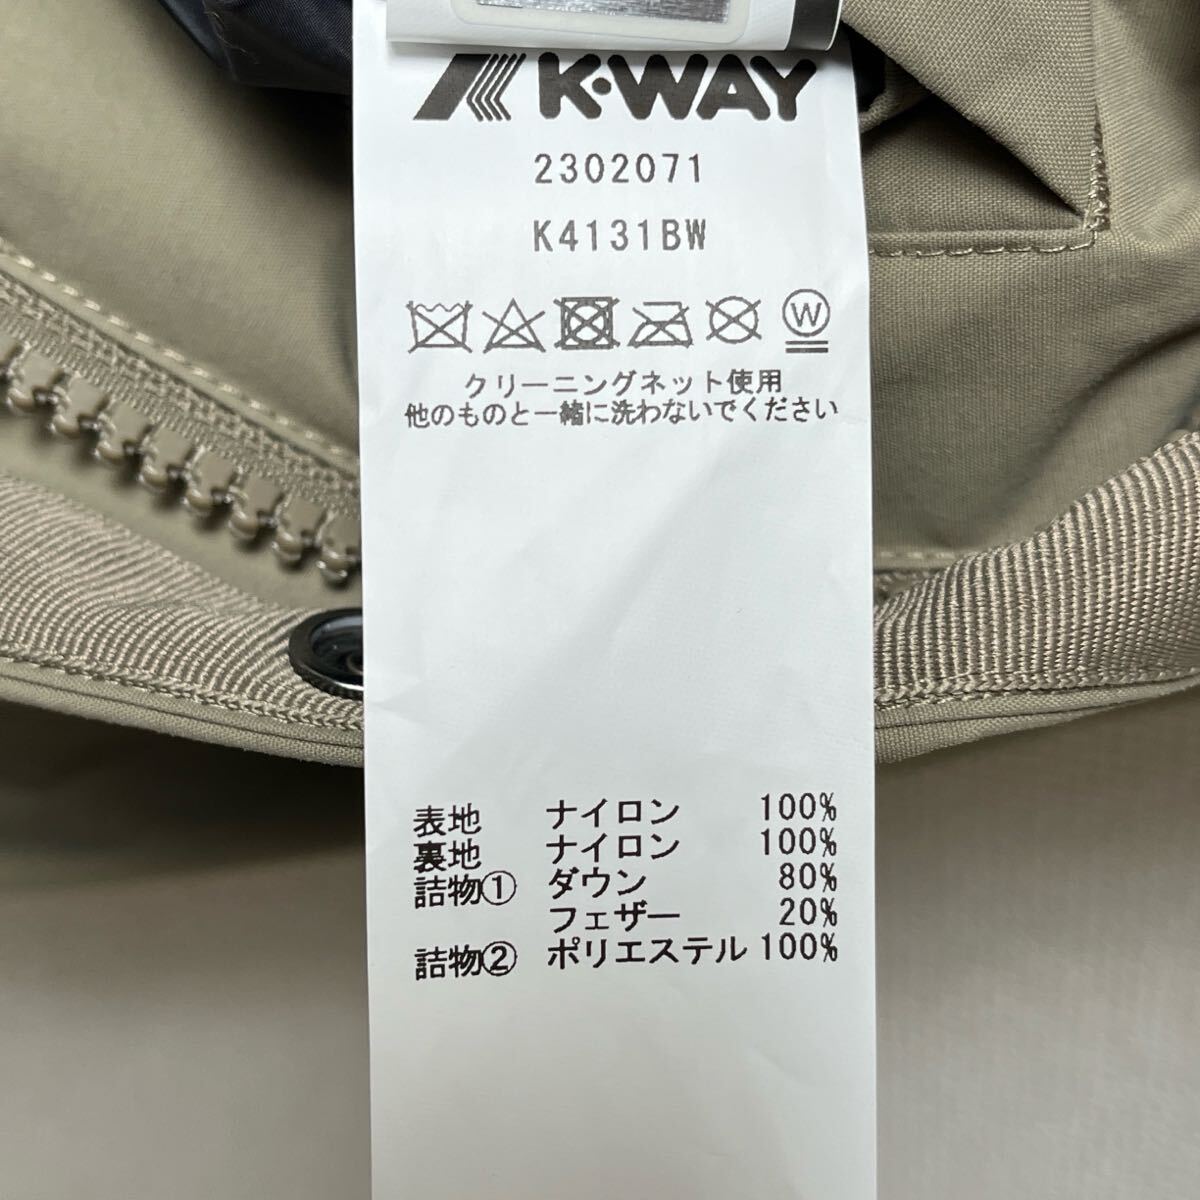 K·WAY
2302071
K4131BW
W
クリーニングネット使用
他のものと一緒に洗わないでください
表地 ナイロン 100%
裏地 ナイロン 100%
詰物① ダウン 80%
フェザー 20%
詰物② ポリエステル 100%